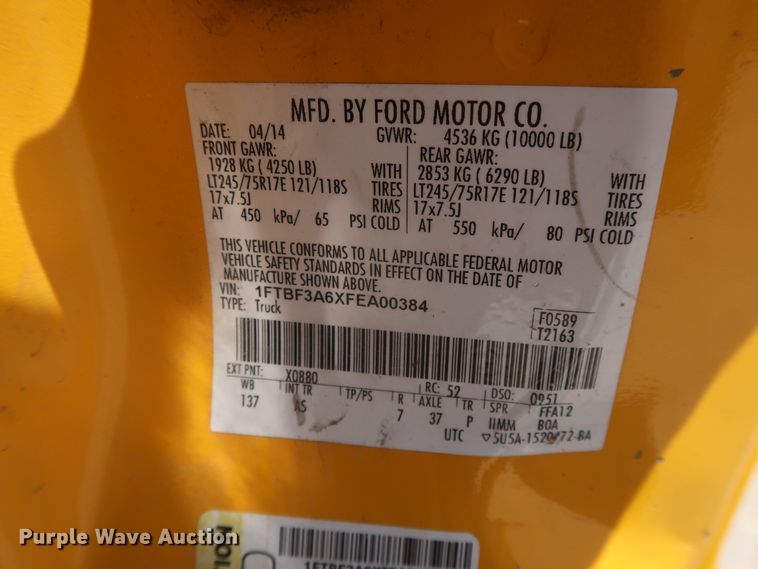 MFD. BY FORD MOTOR CO.
DATE: 04/14 GVWR: 4536 KG (10000 LB)
FRONT GAWR: REAR GAWR:
1928 KG ( 4250 LB) WITH 2853 KG ( 6290 LB) WITH
LT245/75R17E 121/118S TIRES LT245/75R17E 121/118S TIRES
17x7.5J RIMS 17x7.5J RIMS
AT 450 kPa/ 65 PSI COLD AT 550 kPa/ 80 PSI COLD
THIS VEHICLE CONFORMS TO ALL APPLICABLE FEDERAL MOTOR
VEHICLE SAFETY STANDARDS IN EFFECT ON THE DATE OF
MANUFACTURE SHOWN ABOVE.
VIN: 1FTBF3A6XFEA00384
TYPE: Truck
F0589
T2163
EXT PNT: X0880 RC: 52 DSO: 0951
WB INT TR TP/PS R AXLE TR SPR FFA12
137 AS 7 37 P IIMM BOA
UTC
Purple Wave Auction